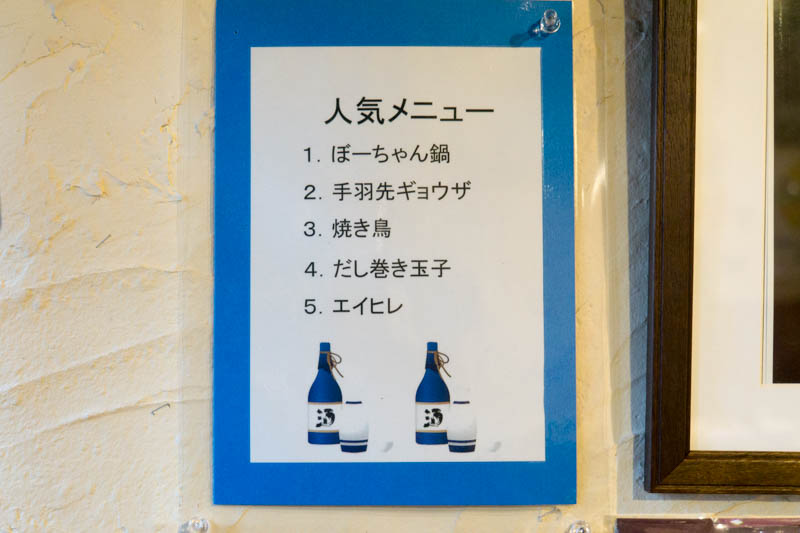 人気メニュー
1. ぼーちゃん鍋
2. 手羽先ギョウザ
3. 焼き鳥
4. だし巻き玉子
5. エイヒレ
酒 酒